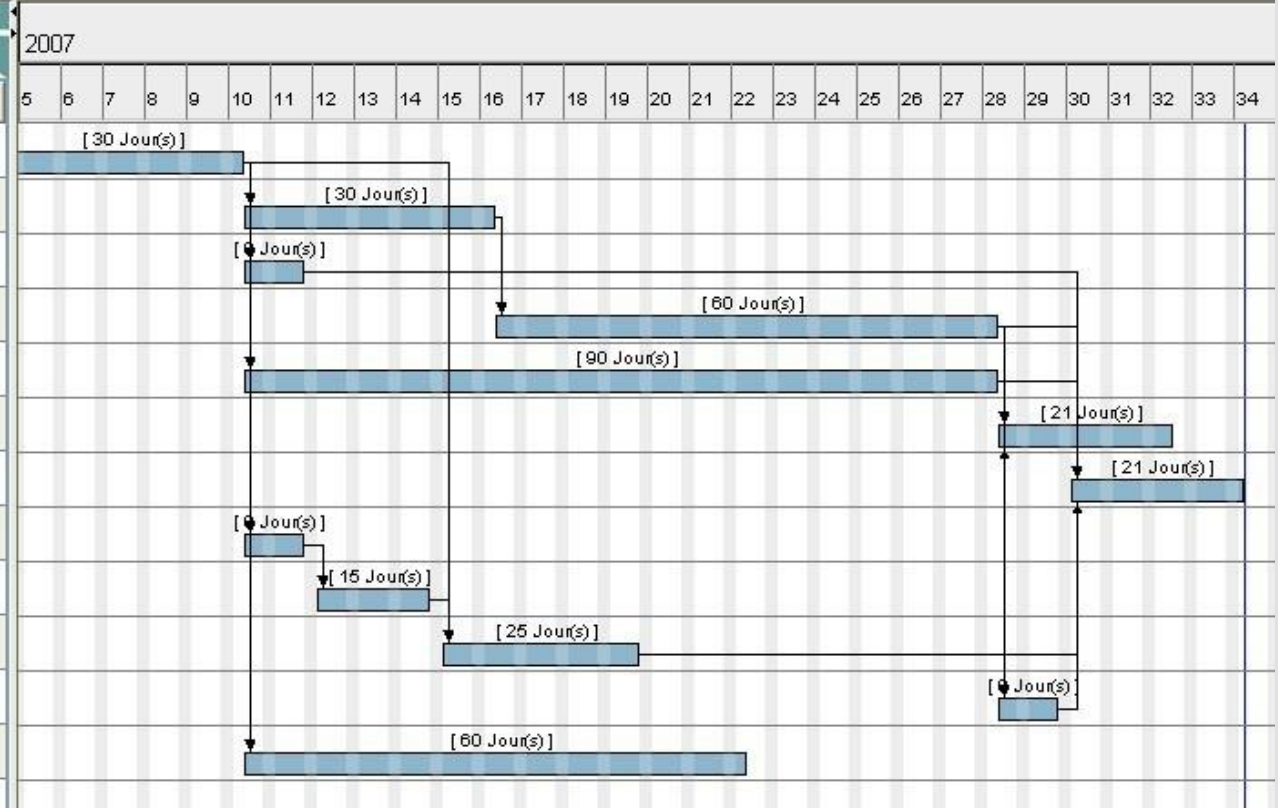 2007
5 6 7 8 9 10 11 12 13 14 15 16 17 18 19 20 21 22 23 24 25 26 27 28 29 30 31 32 33 34
[ 30 Jour(s) ]
[ 30 Jour(s) ]
[ Jour(s) ]
[ 60 Jour(s) ]
[ 90 Jour(s) ]
[ 21 Jour(s) ]
[ 21 Jour(s) ]
[ Jour(s) ]
[ 15 Jour(s) ]
[ 25 Jour(s) ]
[ Jour(s) ]
[ 60 Jour(s) ]